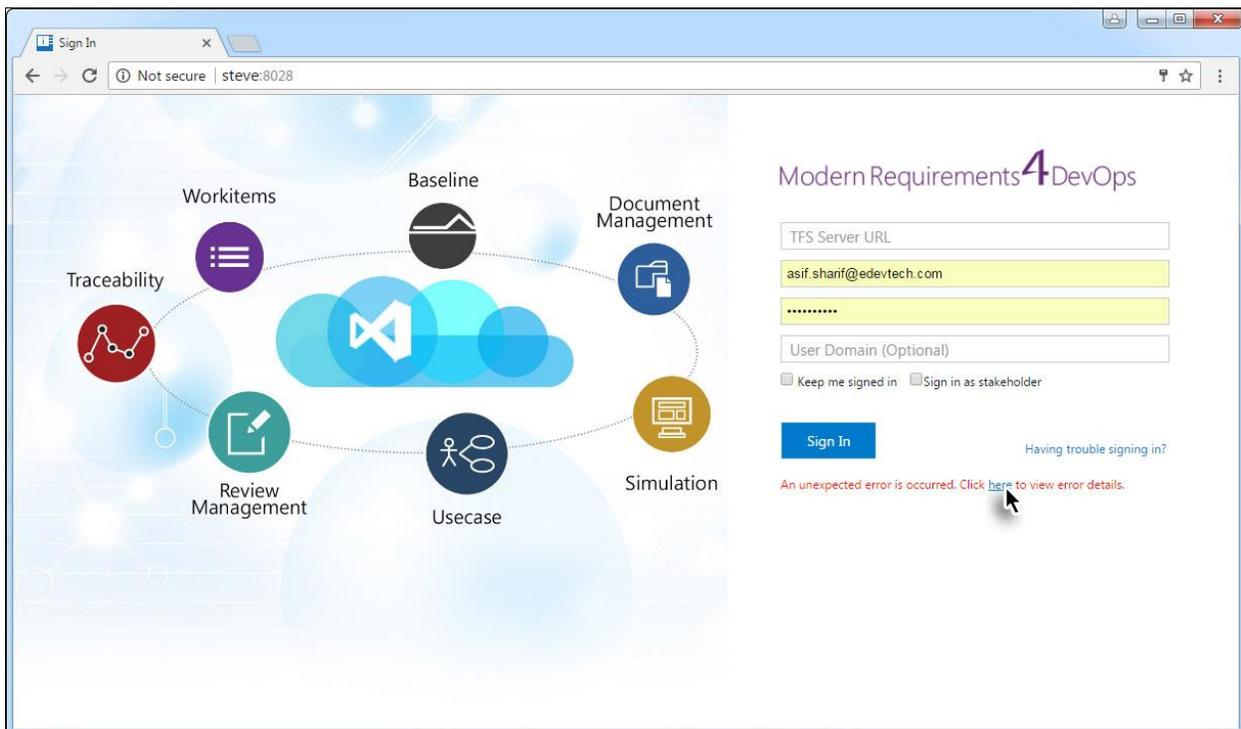 Sign In
Not secure | steve:8028
Workitems
Baseline
Document
Management
Traceability
Review
Management
Usecase
Simulation
Modern Requirements4DevOps
TFS Server URL
asif.sharif@edevtech.com
••••••••••
User Domain (Optional)
Keep me signed in Sign in as stakeholder
Sign In
Having trouble signing in?
An unexpected error is occurred. Click here to view error details.